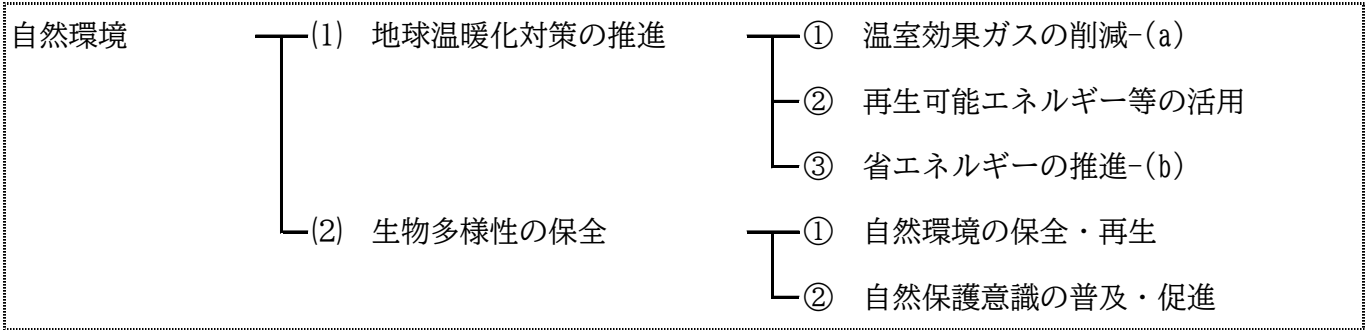 自然環境 ⑴ 地球温暖化対策の推進 ① 温室効果ガスの削減-(a)
② 再生可能エネルギー等の活用
③ 省エネルギーの推進-(b)
⑵ 生物多様性の保全 ① 自然環境の保全・再生
② 自然保護意識の普及・促進